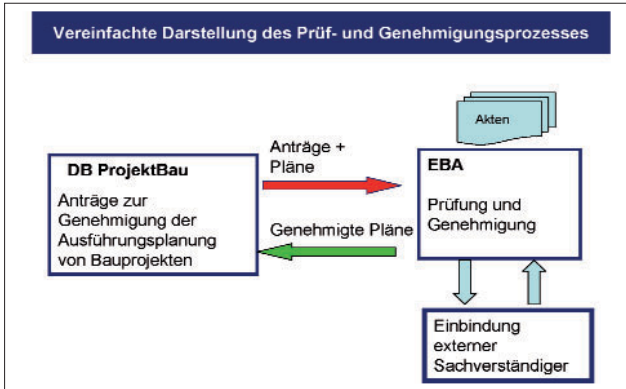 Vereinfachte Darstellung des Prüf- und Genehmigungsprozesses
Akten
Anträge +
Pläne
DB ProjektBau
Anträge zur
Genehmigung der
Ausführungsplanung
von Bauprojekten
EBA
Prüfung und
Genehmigung
Genehmigte Pläne
Einbindung
externer
Sachverständiger